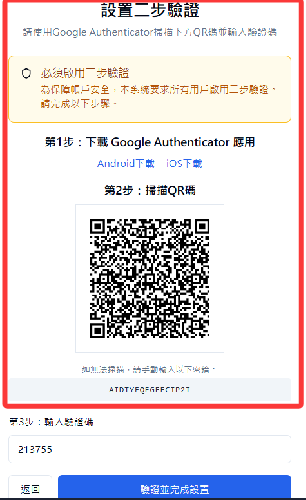 設置二步驗證
請使用Google Authenticator掃描下方QR碼並輸入驗證碼
必須啟用二步驗證
為保障帳戶安全，本系統要求所有用戶啟用二步驗證。
請完成以下步驟。
第1步：下載 Google Authenticator 應用
Android下載 iOS下載
第2步：掃描QR碼
如無法掃描，請手動輸入以下密鑰：
第3步：輸入驗證碼
213755
返回
驗證並完成設置